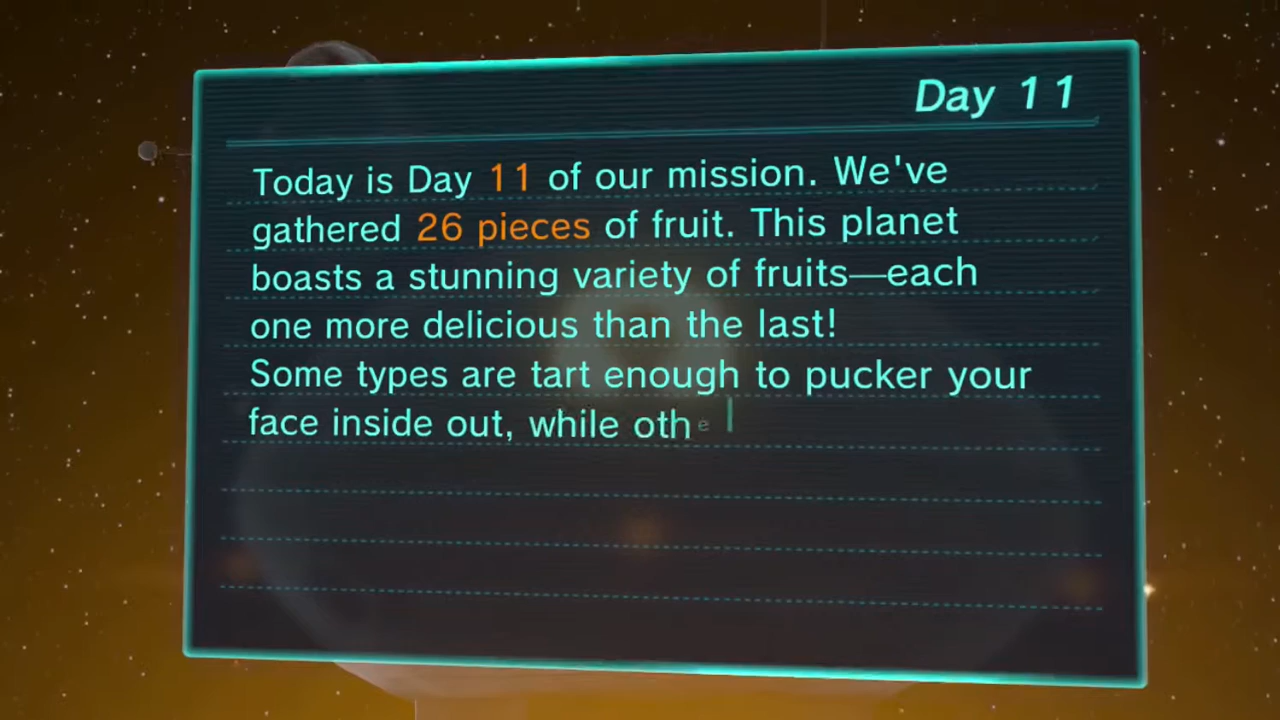 Day 11
Today is Day 11 of our mission. We've
gathered 26 pieces of fruit. This planet
boasts a stunning variety of fruits—each
one more delicious than the last!
Some types are tart enough to pucker your
face inside out, while othe